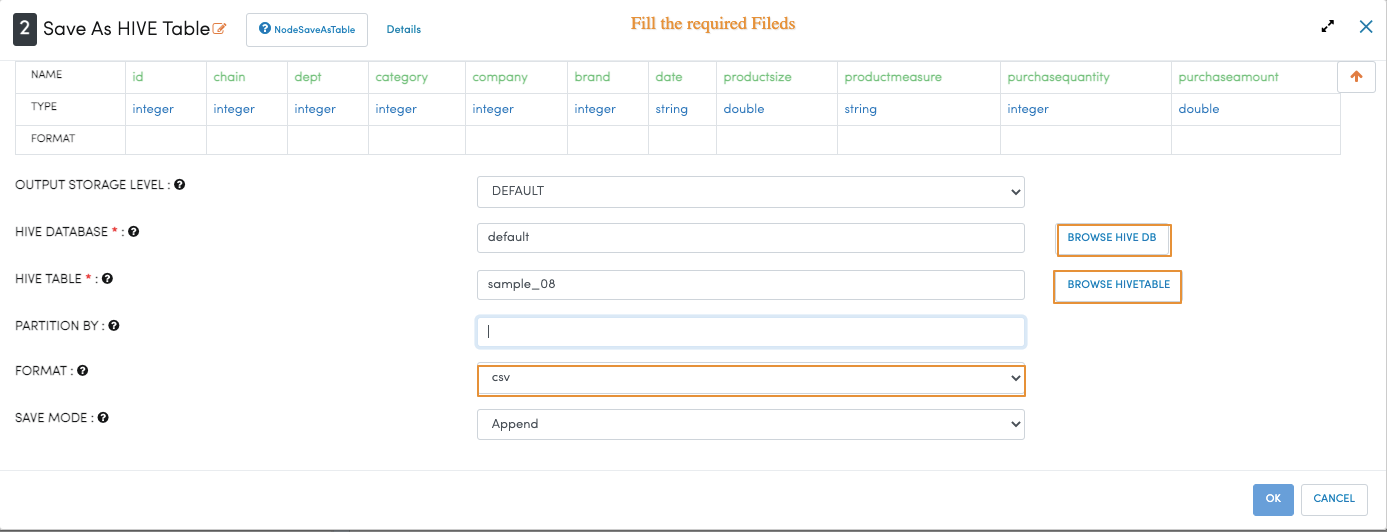 2 Save As HIVE Table NodeSaveAsTable Details Fill the required Fileds
NAME id chain dept category company brand date productsize productmeasure purchasequantity purchaseamount
TYPE integer integer integer integer integer integer string double string integer double
FORMAT
OUTPUT STORAGE LEVEL : DEFAULT
HIVE DATABASE * : default BROWSE HIVE DB
HIVE TABLE * : sample_08 BROWSE HIVETABLE
PARTITION BY :
FORMAT : csv
SAVE MODE : Append
OK CANCEL